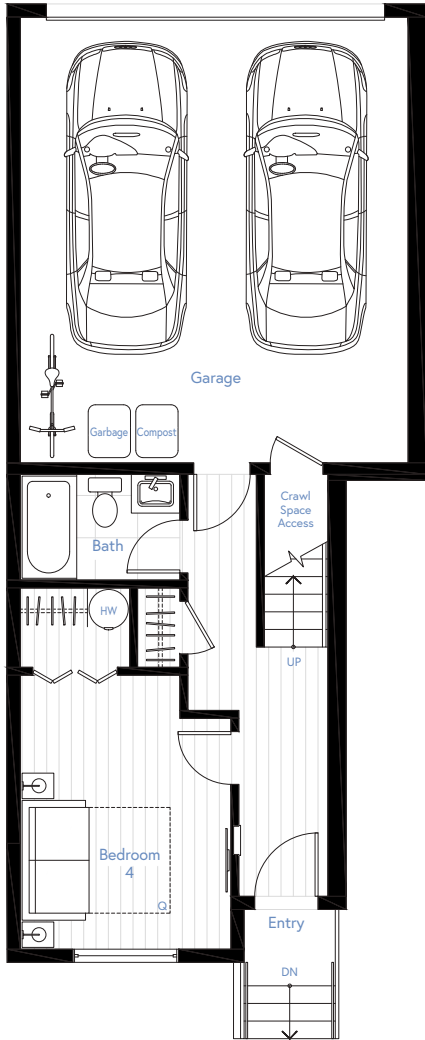 Garage
Garbage
Compost
Crawl
Space
Access
Bath
HW
UP
Bedroom
4
Q
Entry
DN